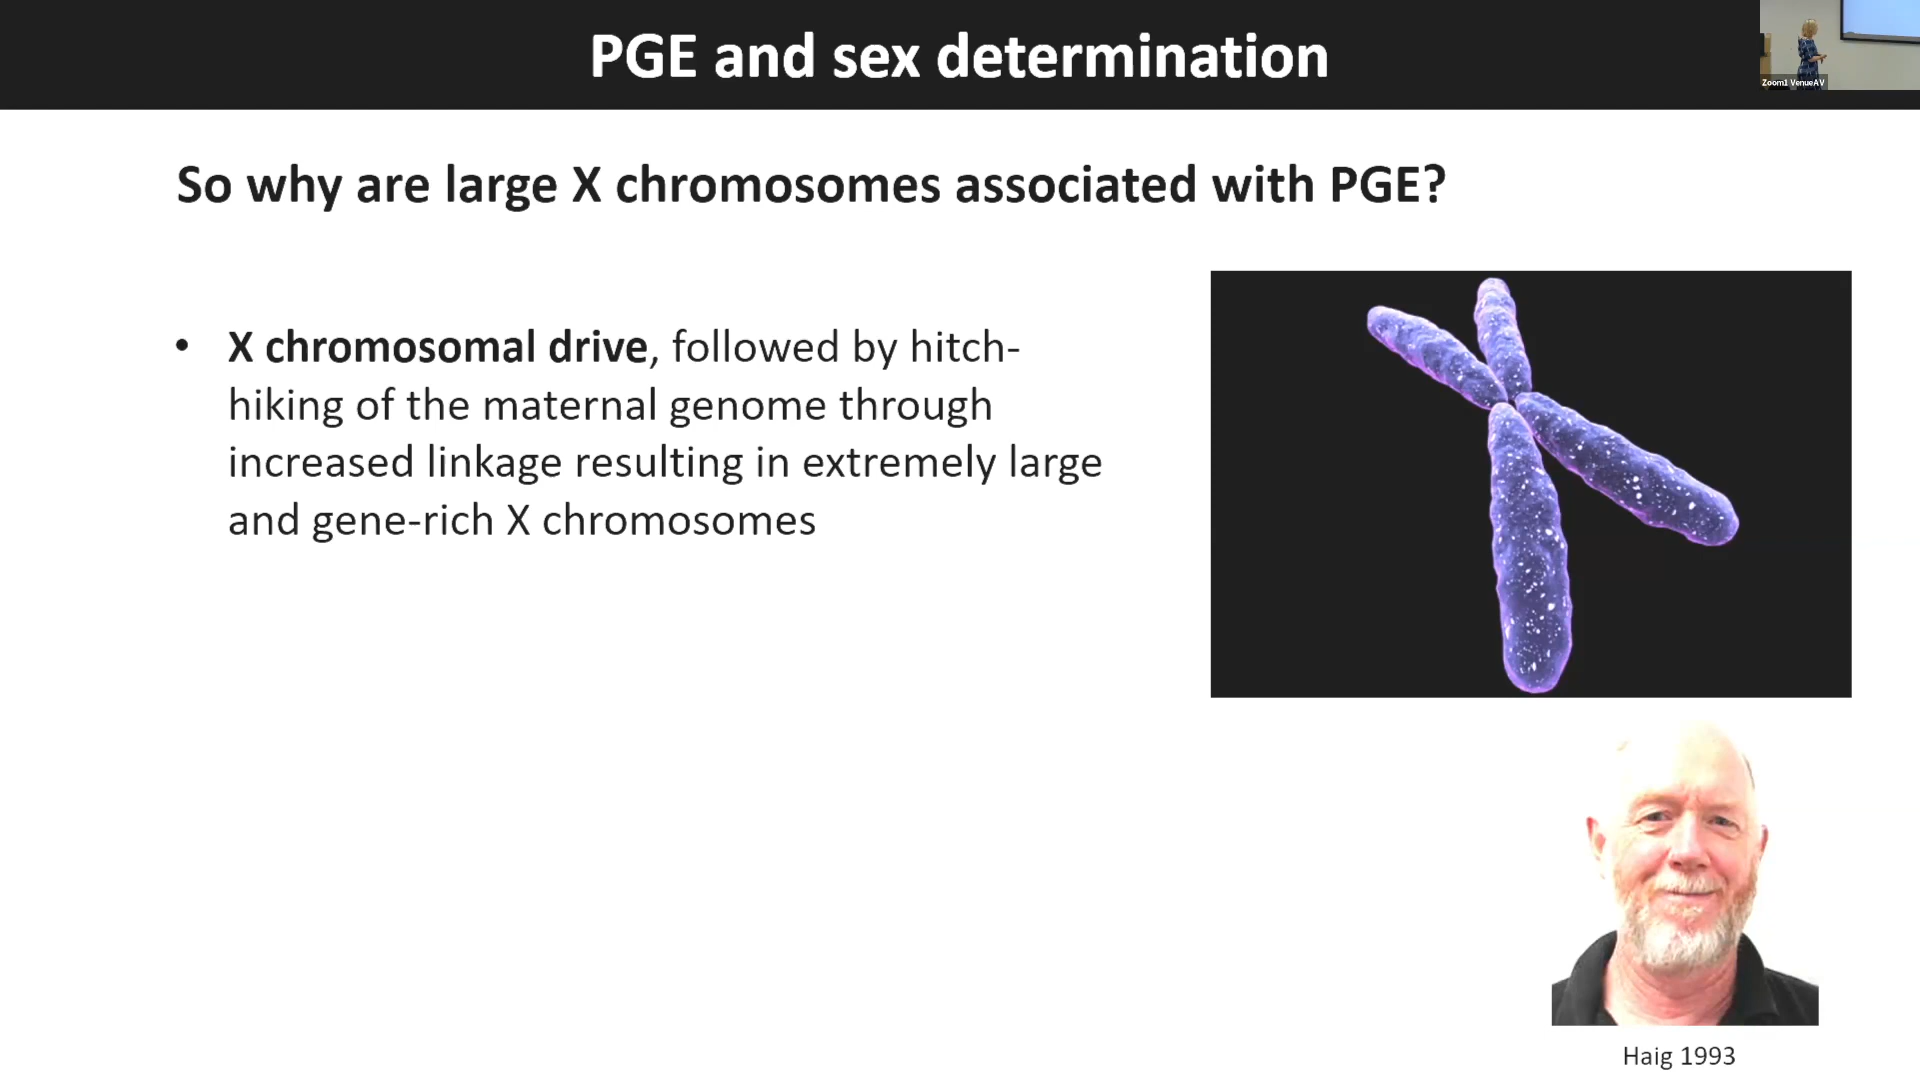 PGE and sex determination
Zoom1 VenueAV
So why are large X chromosomes associated with PGE?
• X chromosomal drive, followed by hitch-
hiking of the maternal genome through
increased linkage resulting in extremely large
and gene-rich X chromosomes
Haig 1993